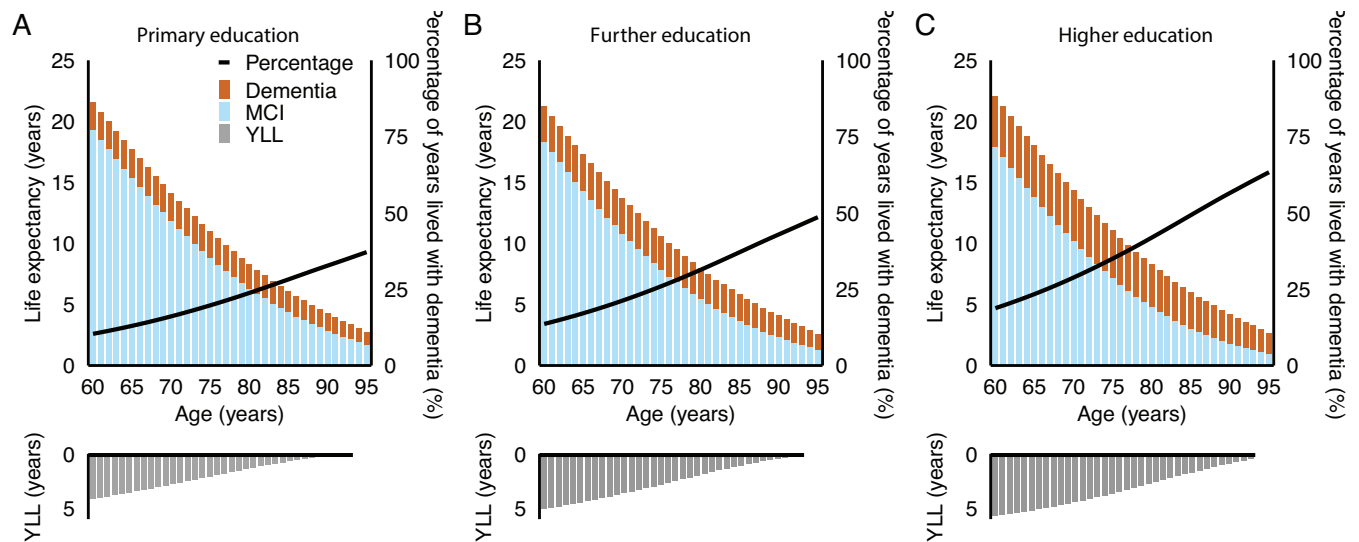 A
Primary education
Life expectancy (years)
25
20
15
10
5
0
Percentage
Dementia
MCI
YLL
100
75
50
25
0
Percentage of years lived with dementia (%)
60 65 70 75 80 85 90 95
Age (years)
YLL (years)
0
5
B
Further education
Life expectancy (years)
25
20
15
10
5
0
100
75
50
25
0
Percentage of years lived with dementia (%)
60 65 70 75 80 85 90 95
Age (years)
YLL (years)
0
5
C
Higher education
Life expectancy (years)
25
20
15
10
5
0
100
75
50
25
0
Percentage of years lived with dementia (%)
60 65 70 75 80 85 90 95
Age (years)
YLL (years)
0
5